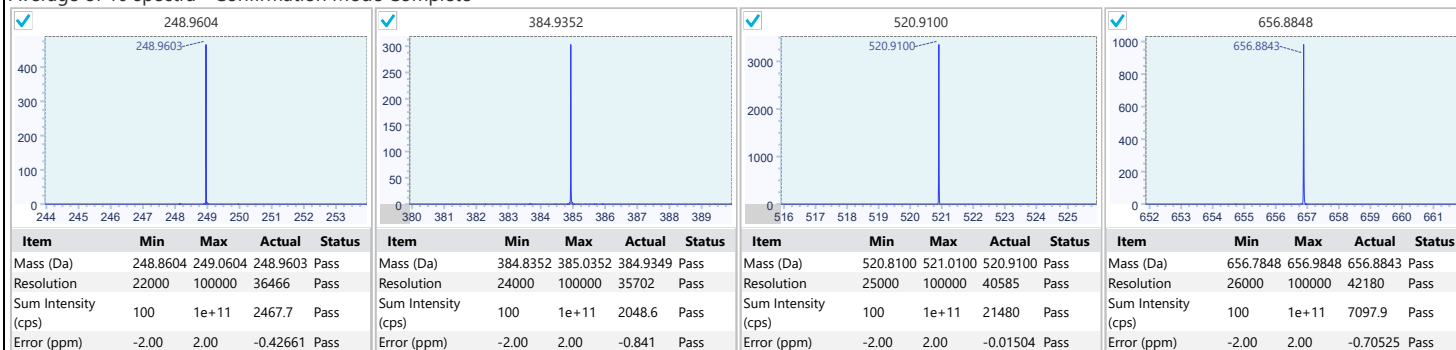 248.9604
248.9603
400
300
200
100
0
244 245 246 247 248 249 250 251 252 253
Item Min Max Actual Status
Mass (Da) 248.8604 249.0604 248.9603 Pass
Resolution 22000 100000 36466 Pass
Sum Intensity (cps) 100 1e+11 2467.7 Pass
Error (ppm) -2.00 2.00 -0.42661 Pass
384.9352
300
250
200
150
100
50
0
380 381 382 383 384 385 386 387 388 389
Item Min Max Actual Status
Mass (Da) 384.8352 385.0352 384.9349 Pass
Resolution 24000 100000 35702 Pass
Sum Intensity (cps) 100 1e+11 2048.6 Pass
Error (ppm) -2.00 2.00 -0.841 Pass
520.9100
520.9100
3000
2000
1000
0
516 517 518 519 520 521 522 523 524 525
Item Min Max Actual Status
Mass (Da) 520.8100 521.0100 520.9100 Pass
Resolution 25000 100000 40585 Pass
Sum Intensity (cps) 100 1e+11 21480 Pass
Error (ppm) -2.00 2.00 -0.01504 Pass
656.8848
656.8843
1000
800
600
400
200
0
652 653 654 655 656 657 658 659 660 661
Item Min Max Actual Status
Mass (Da) 656.7848 656.9848 656.8843 Pass
Resolution 26000 100000 42180 Pass
Sum Intensity (cps) 100 1e+11 7097.9 Pass
Error (ppm) -2.00 2.00 -0.70525 Pass